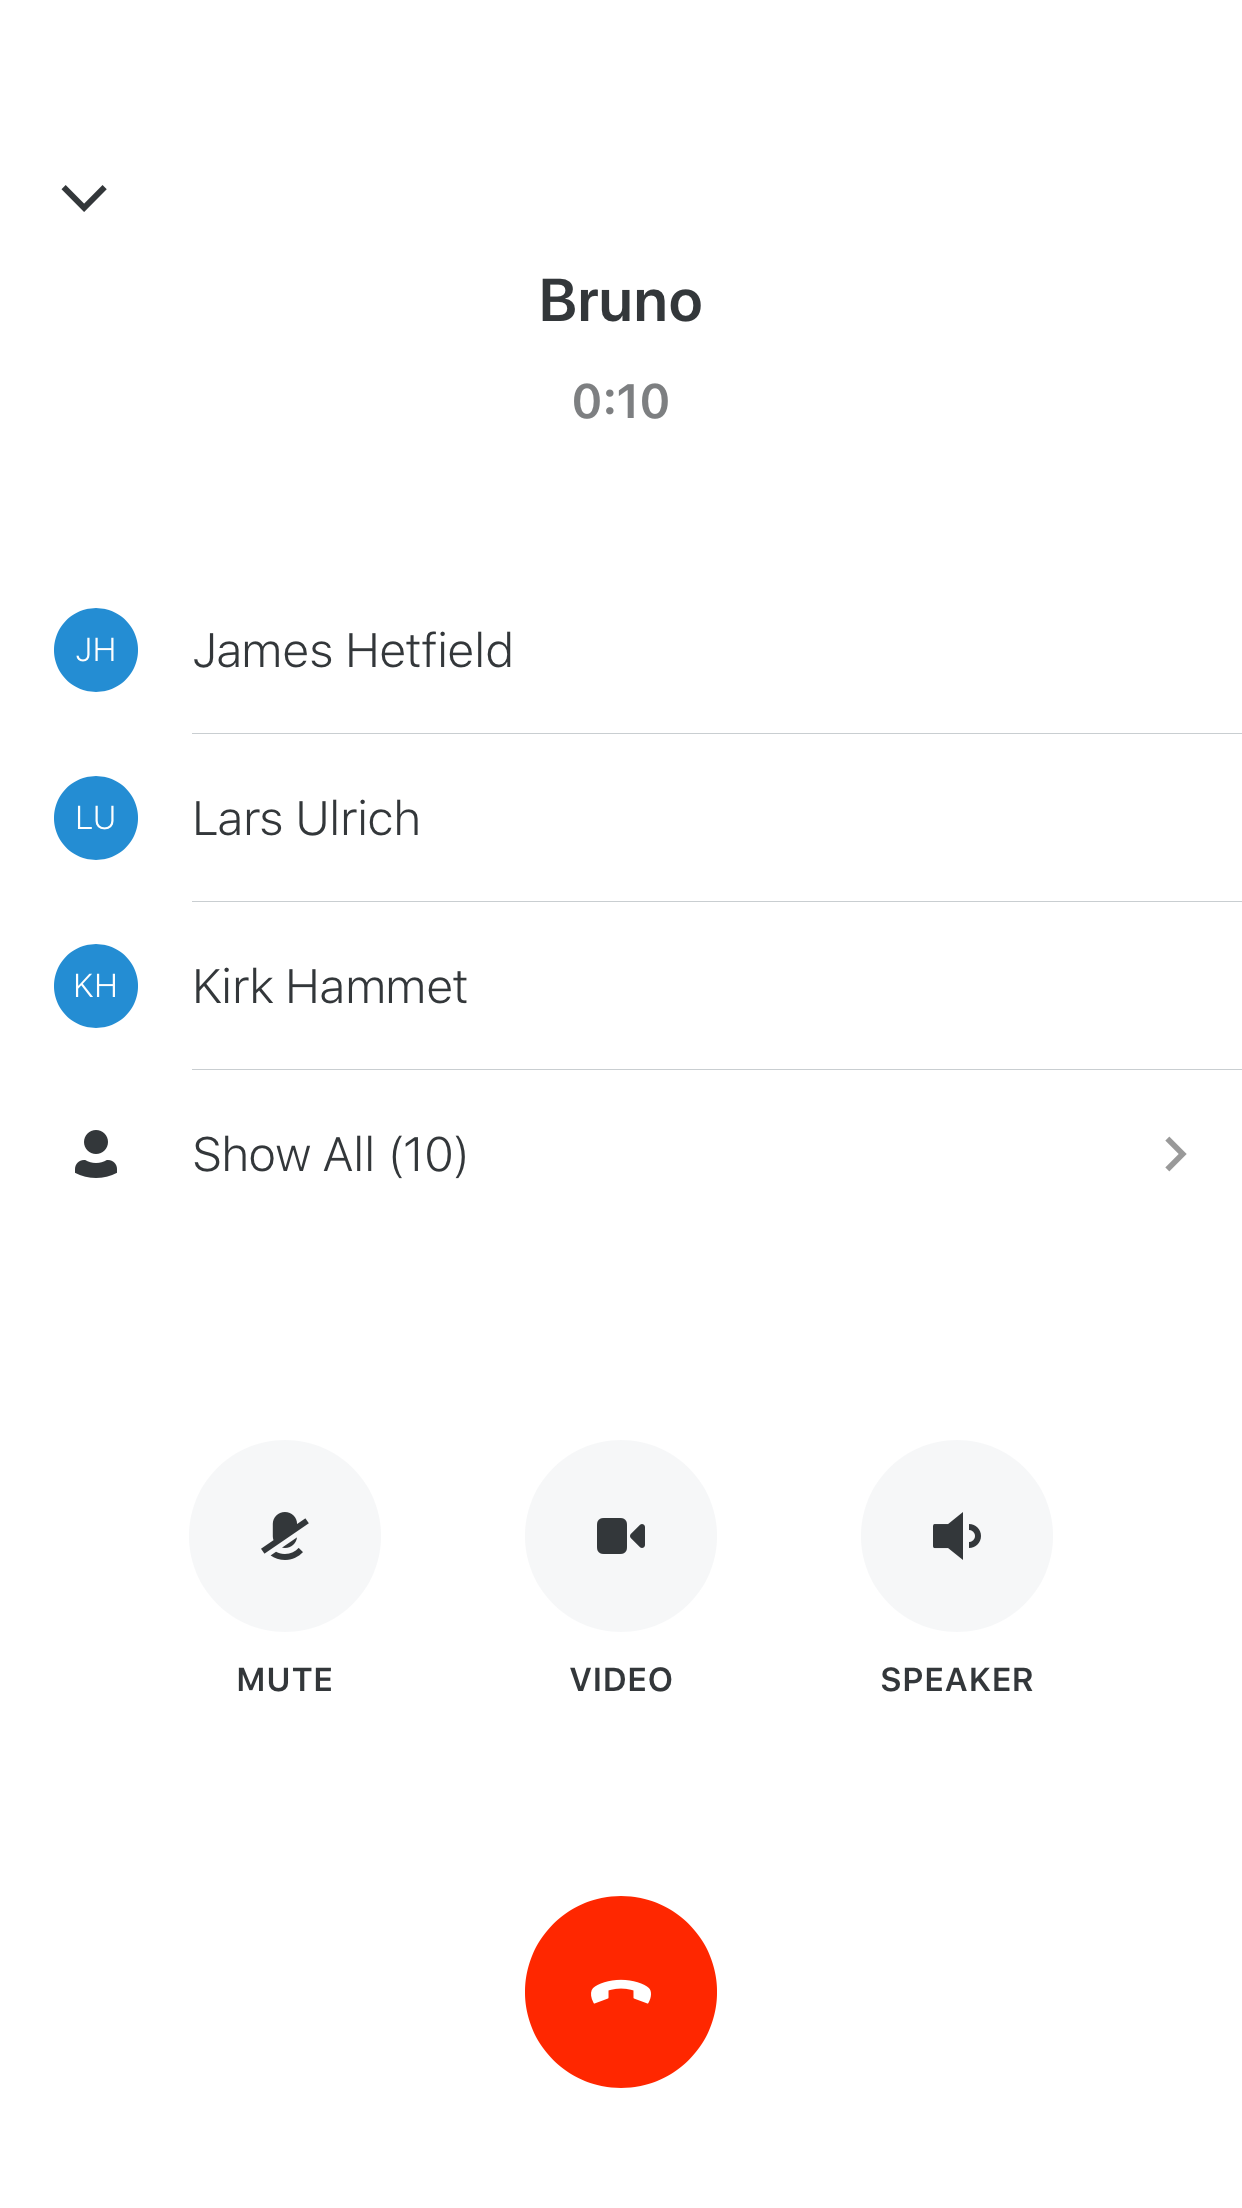 Bruno
0:10
JH James Hetfield
LU Lars Ulrich
KH Kirk Hammet
Show All (10)
MUTE VIDEO SPEAKER